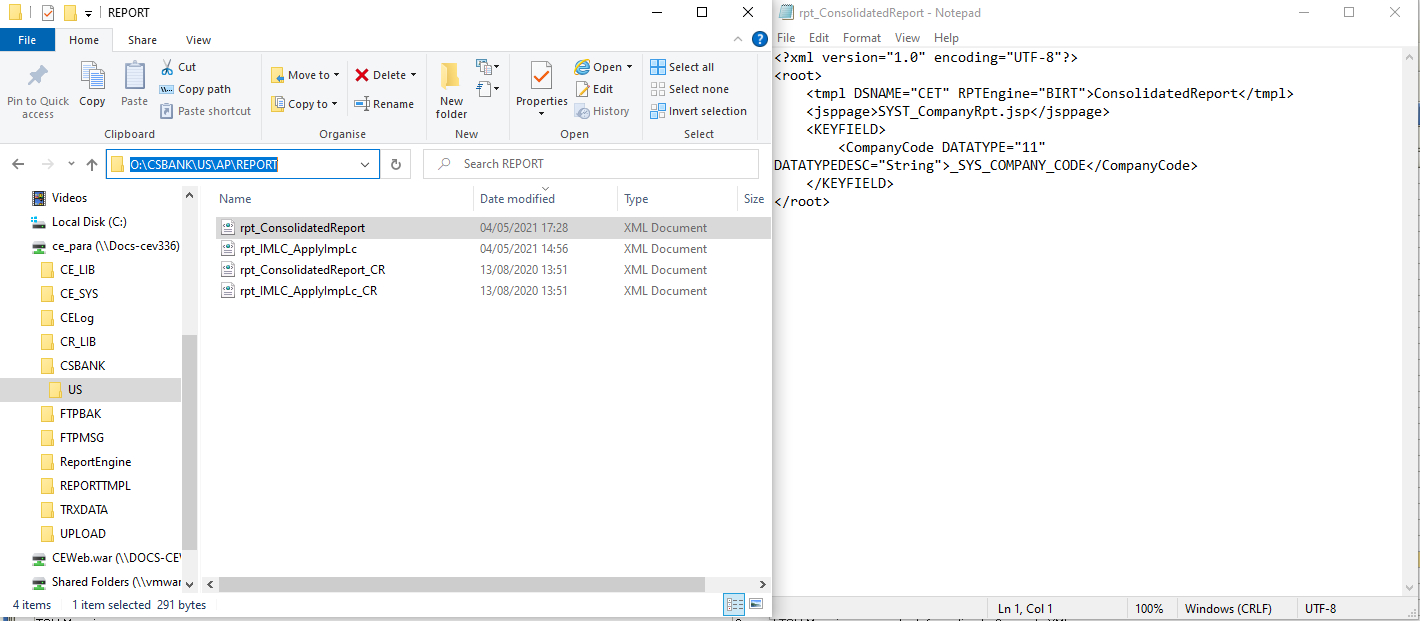 REPORT
File Home Share View
Pin to Quick access
Copy
Paste
Cut
Copy path
Paste shortcut
Clipboard
Move to
Copy to
Delete
Rename
Organise
New folder
New
Properties
Open
Edit
History
Open
Select all
Select none
Invert selection
Select
O:\CSBANK\US\AP\REPORT
Search REPORT
Videos
Local Disk (C:)
ce_para (\\Docs-cev336)
CE_LIB
CE_SYS
CELog
CR_LIB
CSBANK
US
FTPBAK
FTPMSG
ReportEngine
REPORTTMPL
TRXDATA
UPLOAD
CEWeb.war (\\DOCS-CEV
Shared Folders (\\vmwar
Name Date modified Type Size
rpt_ConsolidatedReport 04/05/2021 17:28 XML Document
rpt_IMLC_ApplyImpLc 04/05/2021 14:56 XML Document
rpt_ConsolidatedReport_CR 13/08/2020 13:51 XML Document
rpt_IMLC_ApplyImpLc_CR 13/08/2020 13:51 XML Document
4 items 1 item selected 291 bytes
rpt_ConsolidatedReport - Notepad
File Edit Format View Help
<?xml version="1.0" encoding="UTF-8"?>
<root>
    <tmpl DSNAME="CET" RPTEngine="BIRT">ConsolidatedReport</tmpl>
    <jsppage>SYST_CompanyRpt.jsp</jsppage>
    <KEYFIELD>
        <CompanyCode DATATYPE="11"
DATATYPEDESC="String">_SYS_COMPANY_CODE</CompanyCode>
    </KEYFIELD>
</root>
Ln 1, Col 1 100% Windows (CRLF) UTF-8